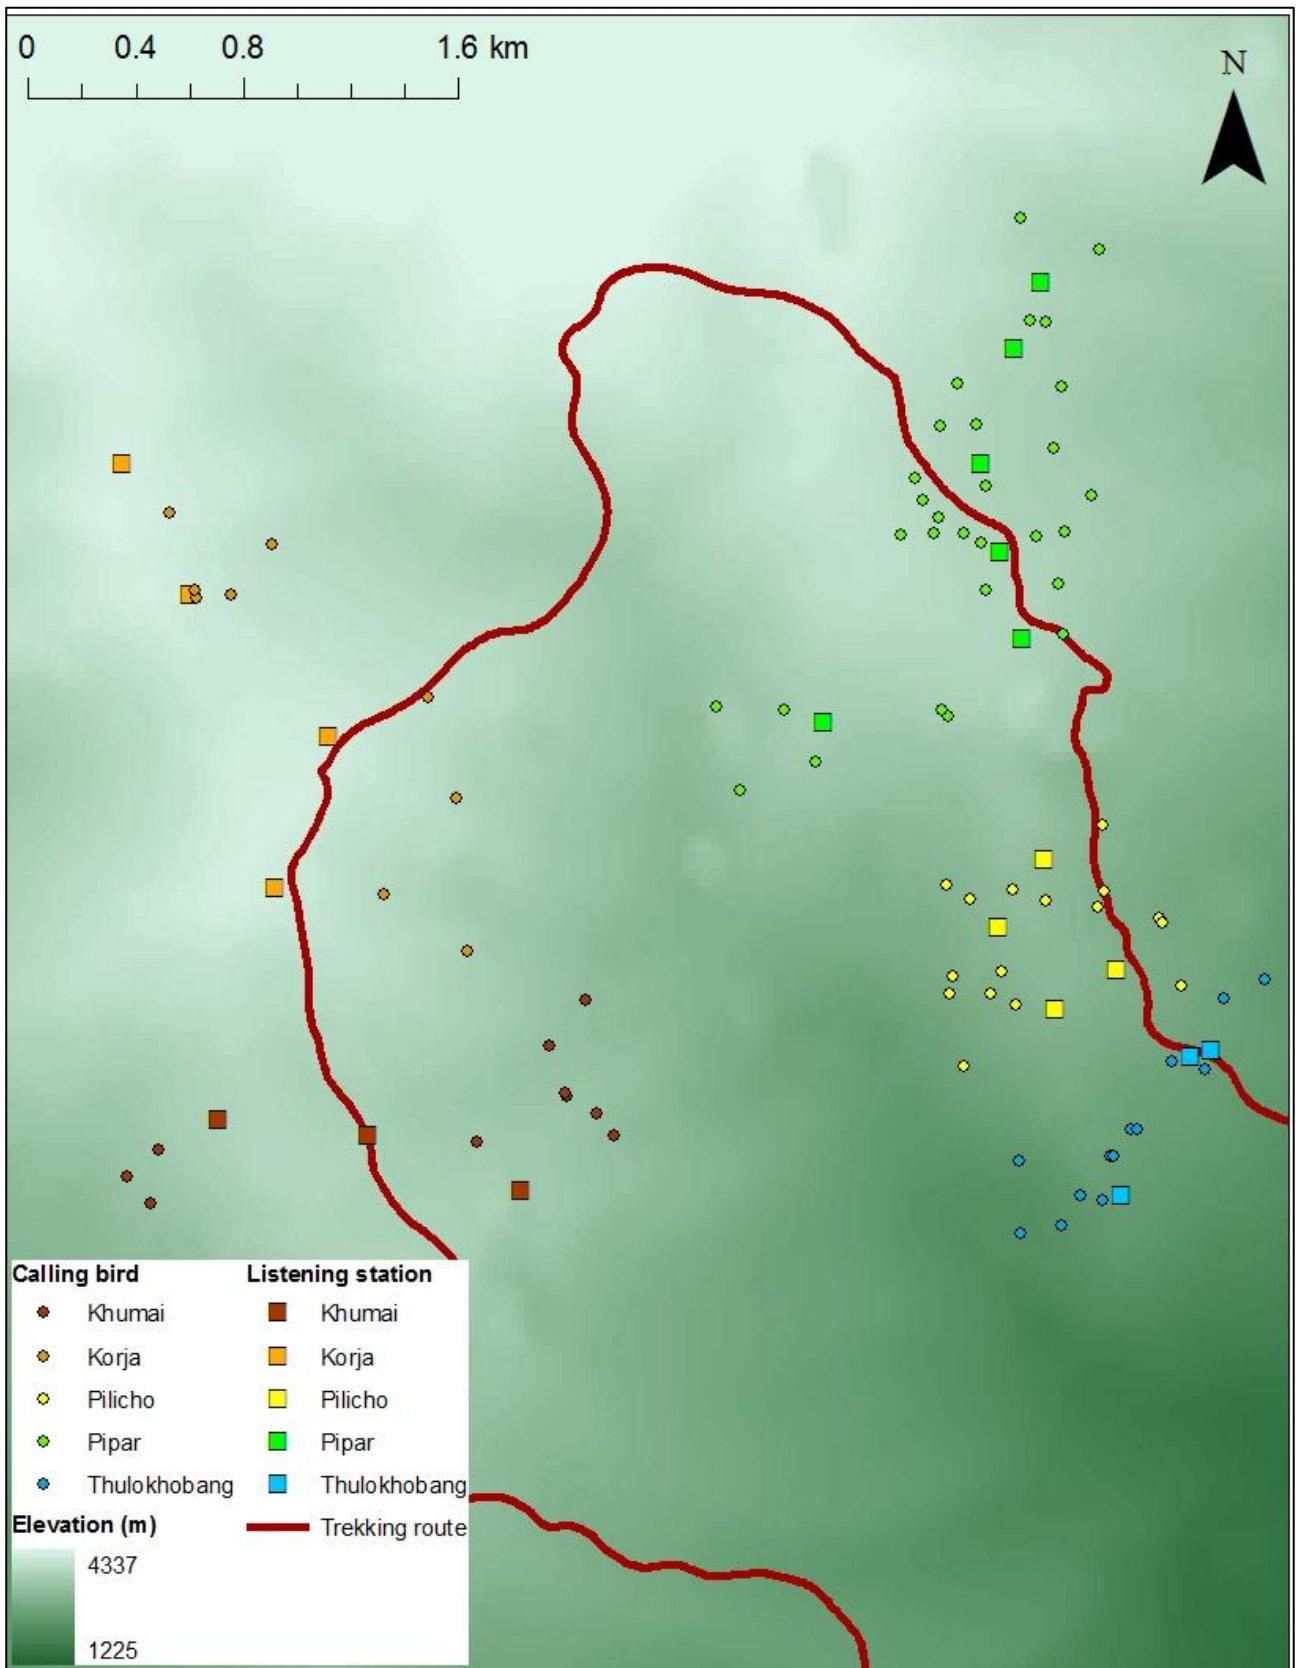 0 0.4 0.8 1.6 km
N
Calling bird Listening station
Khumai Khumai
Korja Korja
Pilicho Pilicho
Pipar Pipar
Thulokhobang Thulokhobang
Elevation (m) Trekking route
4337
1225